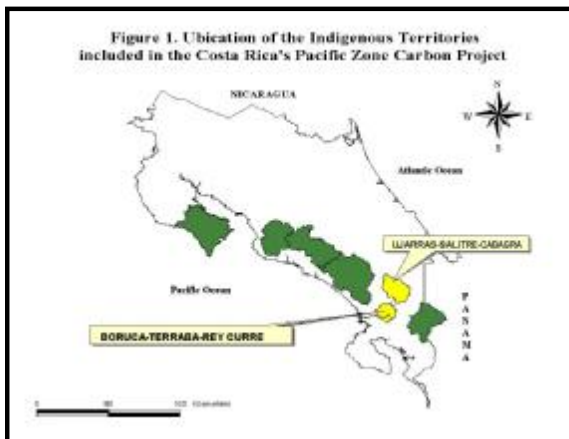 Figure 1. Ubication of the Indigenous Territories
included in the Costa Rica's Pacific Zone Carbon Project
NICARAGUA
N
W E
S
Atlantic Ocean
UJARRAS-SALITRE-CABAGRA
Pacific Ocean
PANAMA
BORUCA-TERRABA-REY CURRE
0